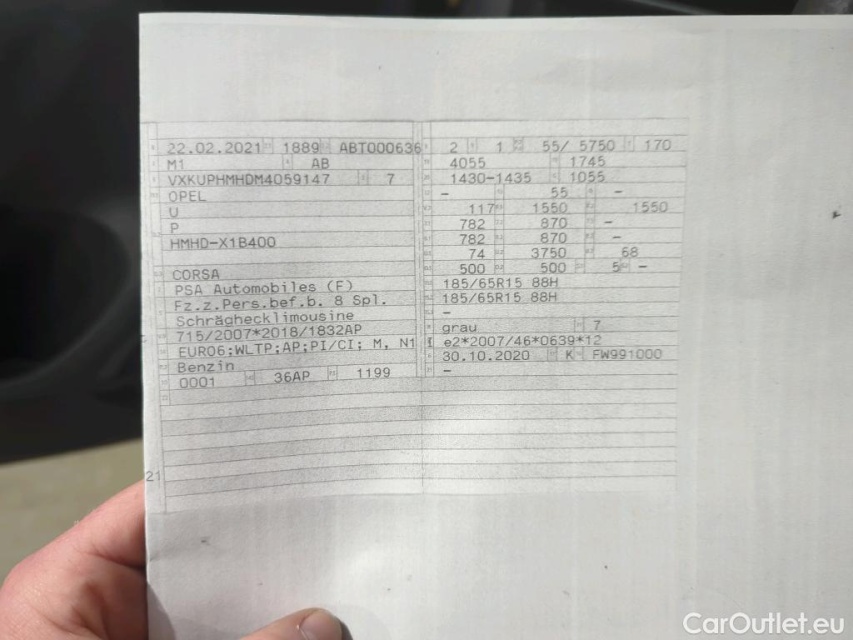 22.02.2021 1889 ABT000636 2 1 55/ 5750 170
M1 AB 4055 1745
VXKUPHMHDM4059147 7 1430-1435 1055
OPEL - 55 -
U 117 1550 1550
P 782 870 -
HMHD-X1B400 782 870 -
74 3750 68
CORSA 500 500 5 -
PSA Automobiles (F) 185/65R15 88H
Fz.z.Pers.bef.b. 8 Spl. 185/65R15 88H
Schräghecklimousine -
715/2007*2018/1832AP grau 7
EURO6;WLTP;AP;PI/CI; M, N1 I e2*2007/46*0639*12
Benzin 30.10.2020 K FW991000
0001 36AP 1199 -
21
CarOutlet.eu